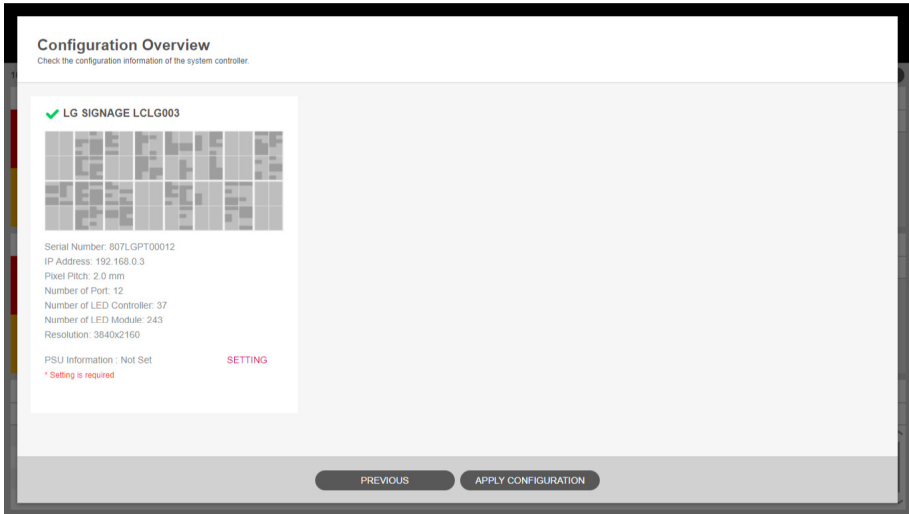 Configuration Overview
Check the configuration information of the system controller.
LG SIGNAGE LCLG003
Serial Number: 807LGPT00012
IP Address: 192.168.0.3
Pixel Pitch: 2.0 mm
Number of Port: 12
Number of LED Controller: 37
Number of LED Module: 243
Resolution: 3840x2160
PSU Information : Not Set
SETTING
* Setting is required
PREVIOUS
APPLY CONFIGURATION